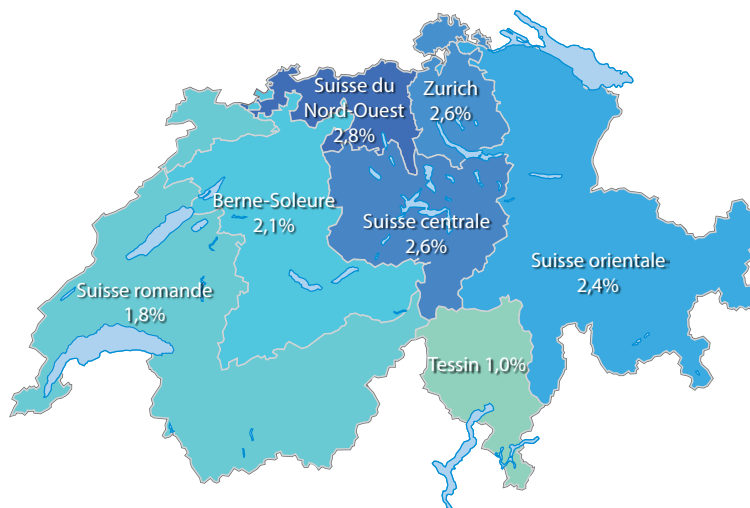 Suisse du
Nord-Ouest
2,8%
Zurich
2,6%
Berne-Soleure
2,1%
Suisse centrale
2,6%
Suisse orientale
2,4%
Suisse romande
1,8%
Tessin 1,0%